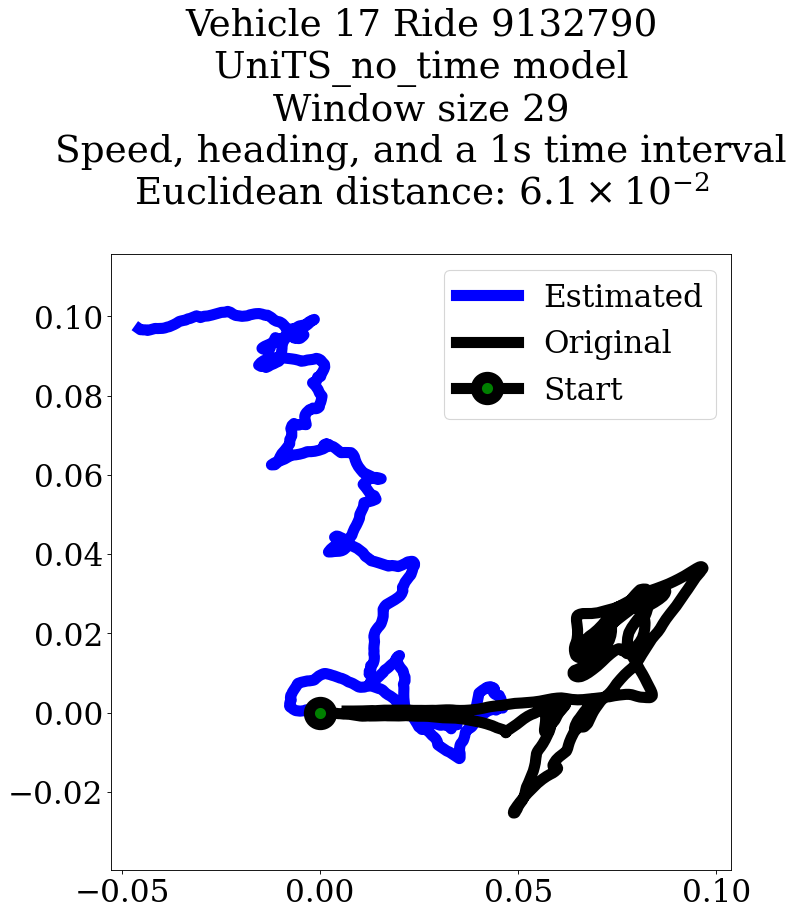 Vehicle 17 Ride 9132790
UniTS_no_time model
Window size 29
Speed, heading, and a 1s time interval
Euclidean distance: 6.1 × 10⁻²
Estimated
Original
Start
0.10
0.08
0.06
0.04
0.02
0.00
−0.02
−0.05 0.00 0.05 0.10